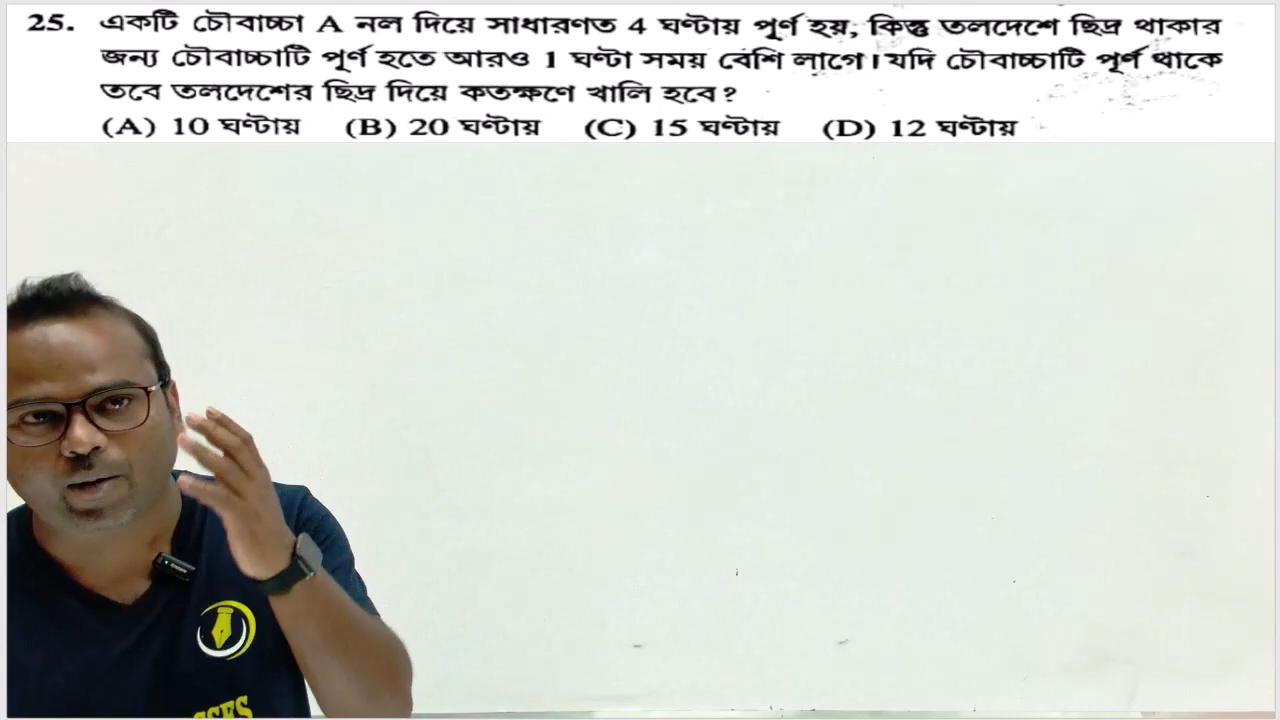 25. একটি চৌবাচ্চা A নল দিয়ে সাধারণত 4 ঘণ্টায় পূর্ণ হয়, কিন্তু তলদেশে ছিদ্র থাকার
জন্য চৌবাচ্চাটি পূর্ণ হতে আরও 1 ঘণ্টা সময় বেশি লাগে। যদি চৌবাচ্চাটি পূর্ণ থাকে
তবে তলদেশের ছিদ্র দিয়ে কতক্ষণে খালি হবে?
(A) 10 ঘণ্টায় (B) 20 ঘণ্টায় (C) 15 ঘণ্টায় (D) 12 ঘণ্টায়